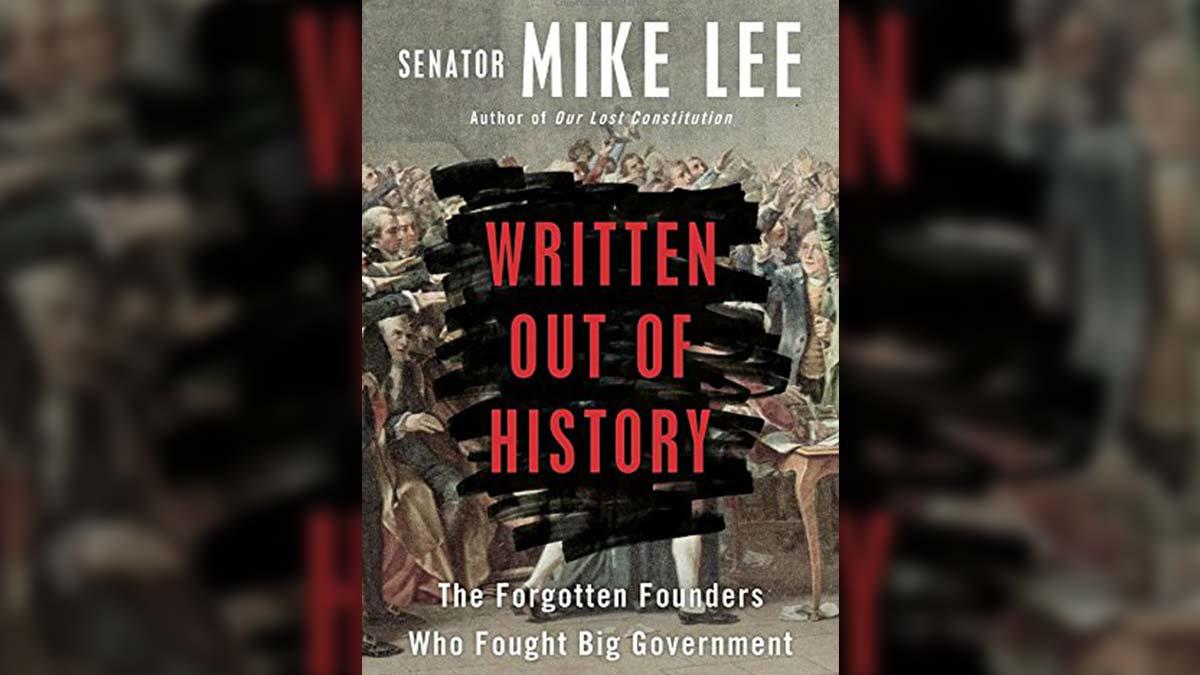 SENATOR MIKE LEE
Author of Our Lost Constitution
WRITTEN
OUT OF
HISTORY
The Forgotten Founders
Who Fought Big Government